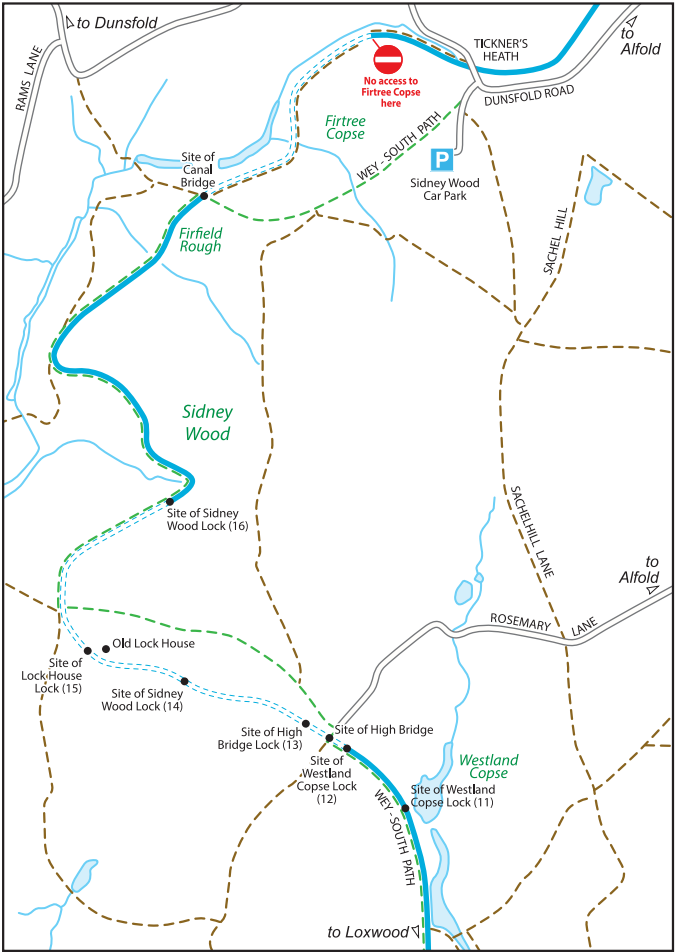 to Dunsfold
to
Alfold
RAMS LANE
TICKNER'S
HEATH
No access to
Firtree Copse
here
DUNSFOLD ROAD
Firtree
Copse
WEY - SOUTH PATH
P
Sidney Wood
Car Park
Site of
Canal
Bridge
SACHEL HILL
Firfield
Rough
Sidney
Wood
Site of Sidney
Wood Lock (16)
SACHELHILL LANE
to
Alfold
ROSEMARY LANE
Old Lock House
Site of
Lock House
Lock (15)
Site of Sidney
Wood Lock (14)
Site of High
Bridge Lock (13)
Site of High Bridge
Site of
Westland
Copse Lock
(12)
Westland
Copse
Site of Westland
Copse Lock (11)
WEY - SOUTH PATH
to Loxwood